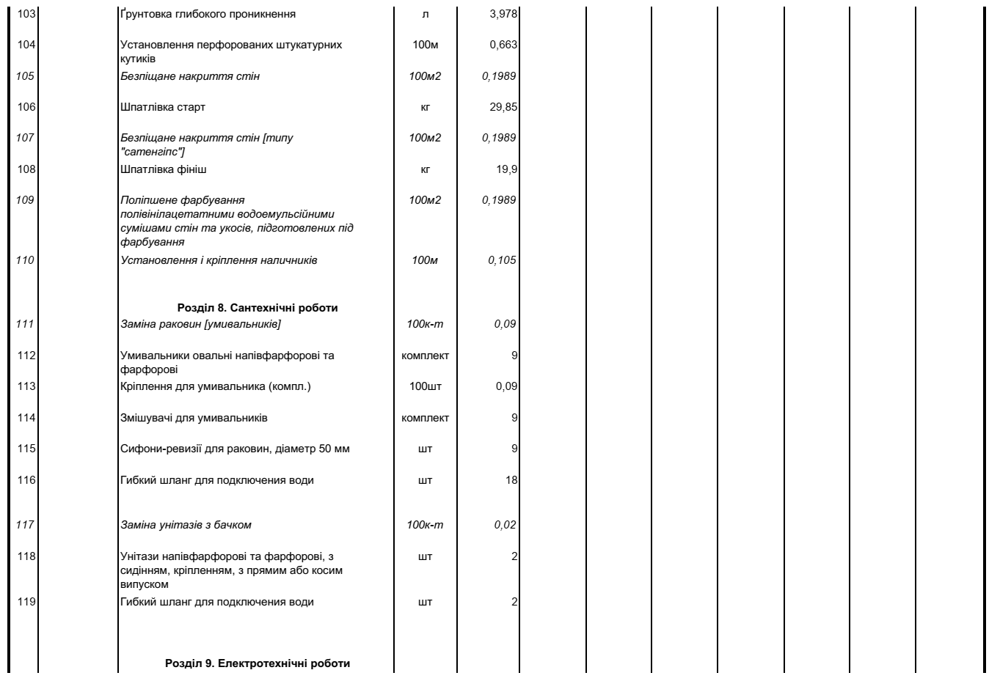 103 Ґрунтовка глибокого проникнення л 3,978
104 Установлення перфорованих штукатурних 100м 0,663
кутиків
105 Безпіщане накриття стін 100м2 0,1989
106 Шпатлівка старт кг 29,85
107 Безпіщане накриття стін [типу 100м2 0,1989
"сатенгіпс"]
108 Шпатлівка фініш кг 19,9
109 Поліпшене фарбування 100м2 0,1989
полівінілацетатними водоемульсійними
сумішами стін та укосів, підготовлених під
фарбування
110 Установлення і кріплення наличників 100м 0,105
Розділ 8. Сантехнічні роботи
111 Заміна раковин [умивальників] 100к-т 0,09
112 Умивальники овальні напівфарфорові та комплект 9
фарфорові
113 Кріплення для умивальника (компл.) 100шт 0,09
114 Змішувачі для умивальників комплект 9
115 Сифони-ревизії для раковин, діаметр 50 мм шт 9
116 Гибкий шланг для подключения води шт 18
117 Заміна унітазів з бачком 100к-т 0,02
118 Унітази напівфарфорові та фарфорові, з шт 2
сидінням, кріпленням, з прямим або косим
випуском
119 Гибкий шланг для подключения води шт 2
Розділ 9. Електротехнічні роботи